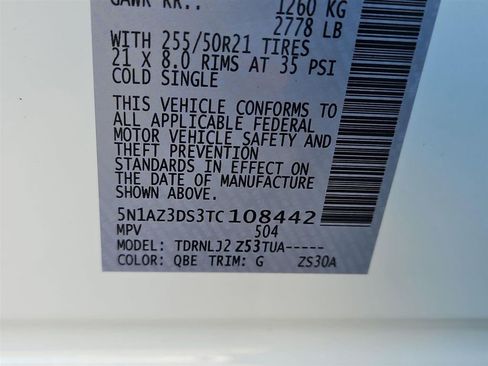 GAWR RR.. 1260 KG
2778 LB
WITH 255/50R21 TIRES
21 X 8.0 RIMS AT 35 PSI
COLD SINGLE
THIS VEHICLE CONFORMS TO
ALL APPLICABLE FEDERAL
MOTOR VEHICLE SAFETY AND
THEFT PREVENTION
STANDARDS IN EFFECT ON
THE DATE OF MANUFACTURE
SHOWN ABOVE.
5N1AZ3DS3TC108442
MPV 504
MODEL: TDRNLJ2 Z53TUA-----
COLOR: QBE TRIM: G ZS30A